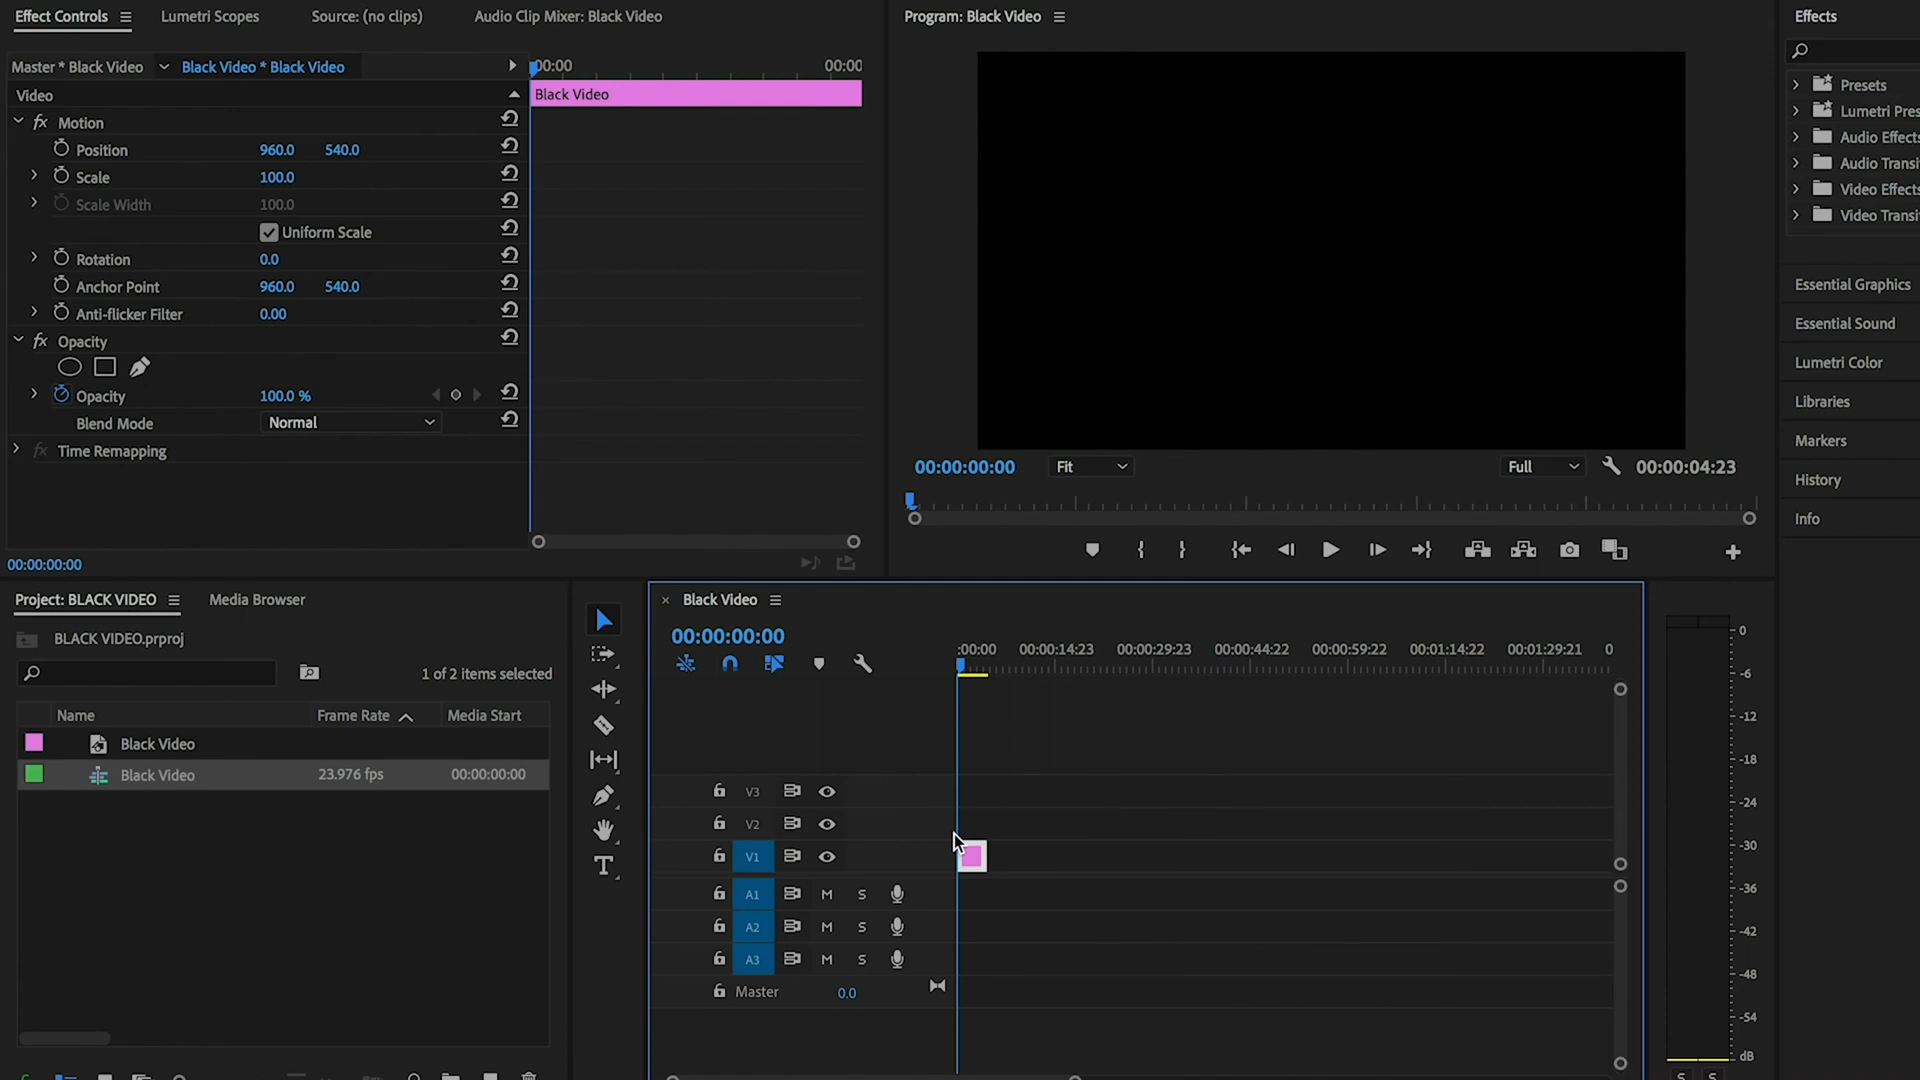 Effect Controls
Lumetri Scopes
Source: (no clips)
Audio Clip Mixer: Black Video
Master * Black Video
Black Video * Black Video
Video
fx Motion
Position 960.0 540.0
Scale 100.0
Scale Width 100.0
Uniform Scale
Rotation 0.0
Anchor Point 960.0 540.0
Anti-flicker Filter 0.00
fx Opacity
Opacity 100.0 %
Blend Mode Normal
fx Time Remapping
00:00:00:00
:00:00 00:00
Black Video
Program: Black Video
00:00:00:00 Fit Full 00:00:04:23
Effects
Presets
Lumetri Pres
Audio Effects
Audio Transi
Video Effects
Video Transi
Essential Graphics
Essential Sound
Lumetri Color
Libraries
Markers
History
Info
Project: BLACK VIDEO
Media Browser
BLACK VIDEO.prproj
1 of 2 items selected
Name Frame Rate Media Start
Black Video
Black Video 23.976 fps 00:00:00:00
T
× Black Video
00:00:00:00
:00:00 00:00:14:23 00:00:29:23 00:00:44:22 00:00:59:22 00:01:14:22 00:01:29:21 0
V3
V2
V1
A1 M S
A2 M S
A3 M S
Master 0.0
0
-6
-12
-18
-24
-30
-36
-42
-48
-54
dB
S S